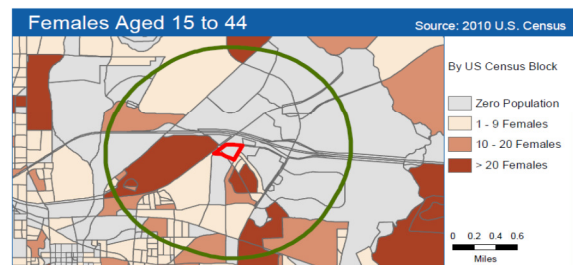 Females Aged 15 to 44
Source: 2010 U.S. Census
By US Census Block
Zero Population
1 - 9 Females
10 - 20 Females
> 20 Females
0 0.2 0.4 0.6
Miles